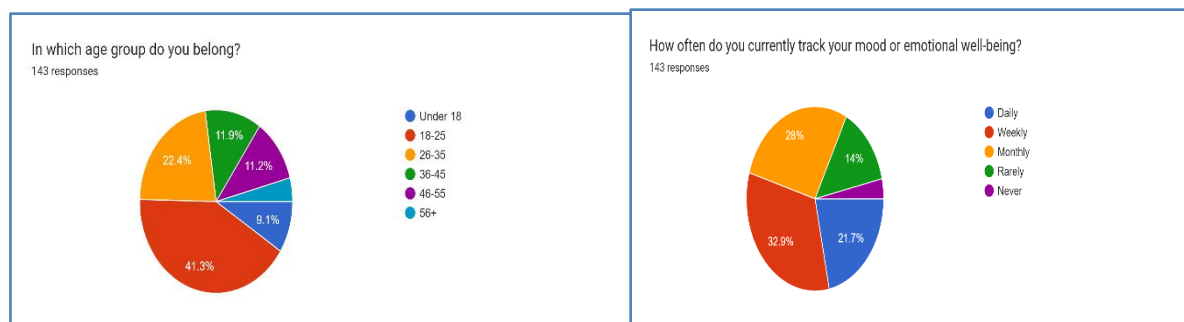 In which age group do you belong?
143 responses
11.9%
22.4%
11.2%
9.1%
41.3%
Under 18
18-25
26-35
36-45
46-55
56+
How often do you currently track your mood or emotional well-being?
143 responses
28%
14%
32.9%
21.7%
Daily
Weekly
Monthly
Rarely
Never